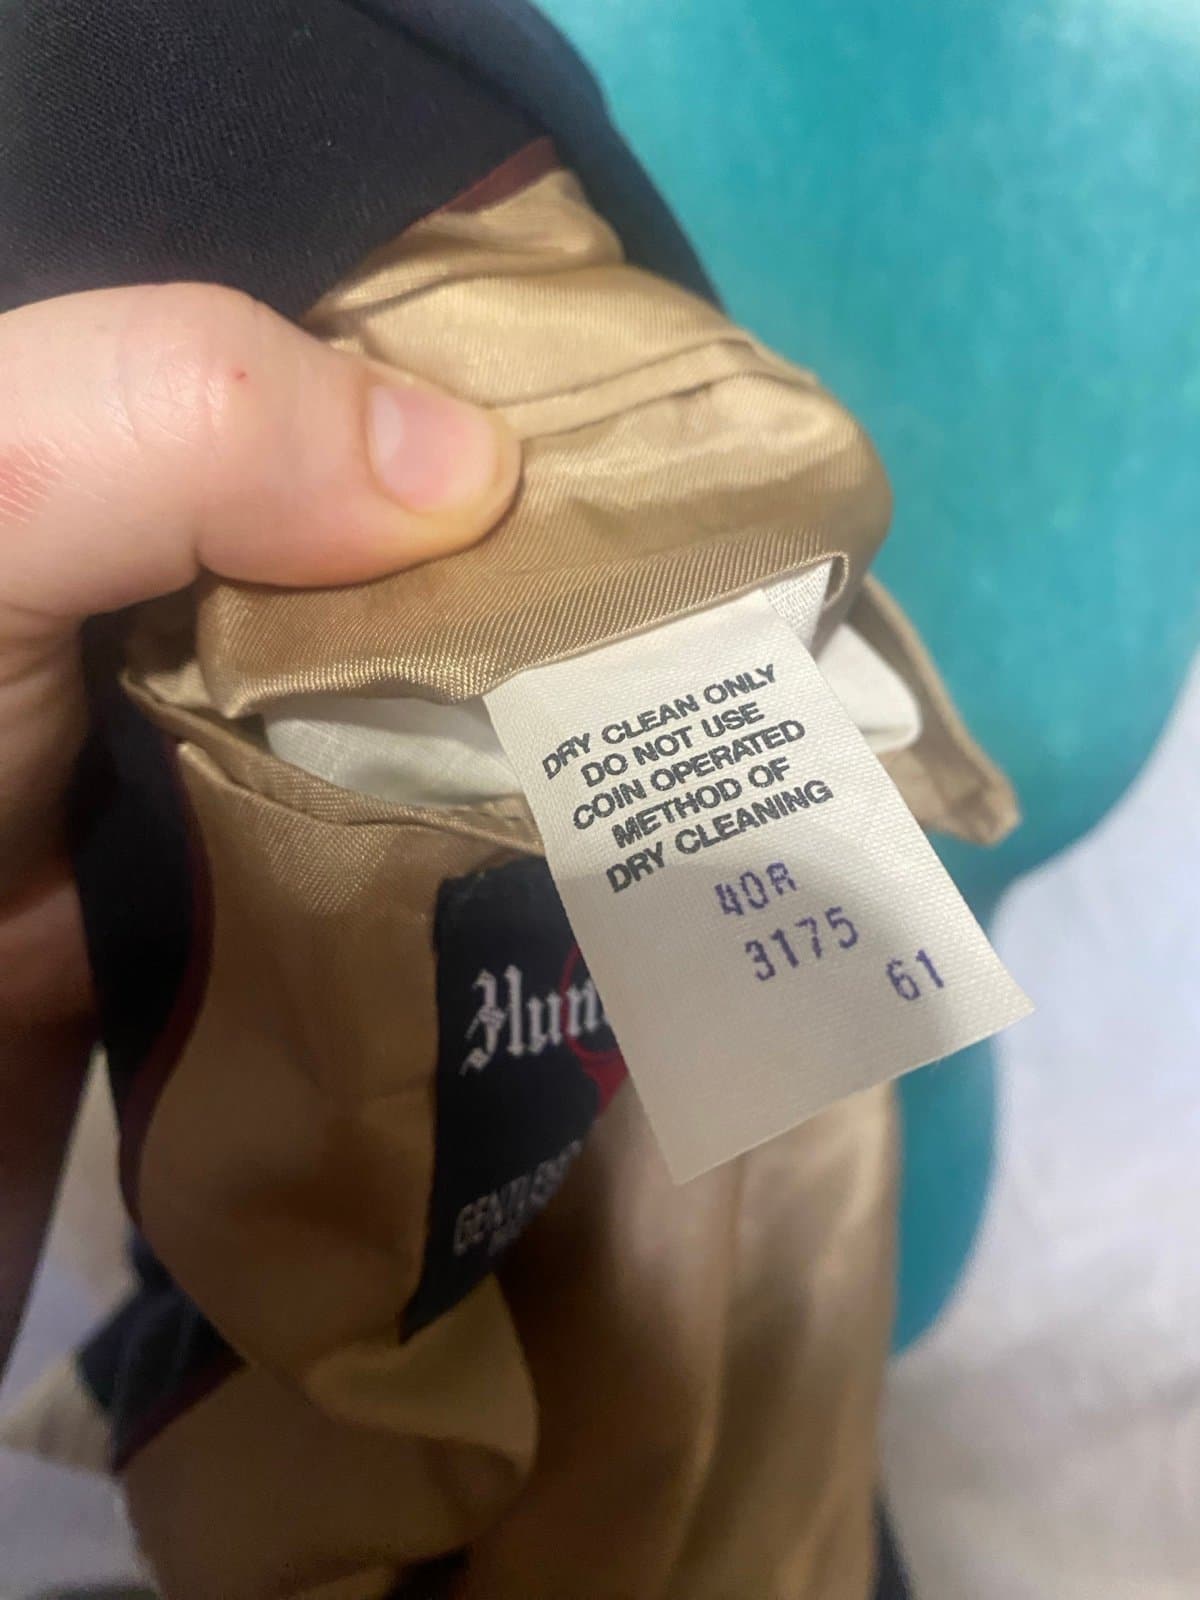 DRY CLEAN ONLY
DO NOT USE
COIN OPERATED
METHOD OF
DRY CLEANING
40R
3175
61